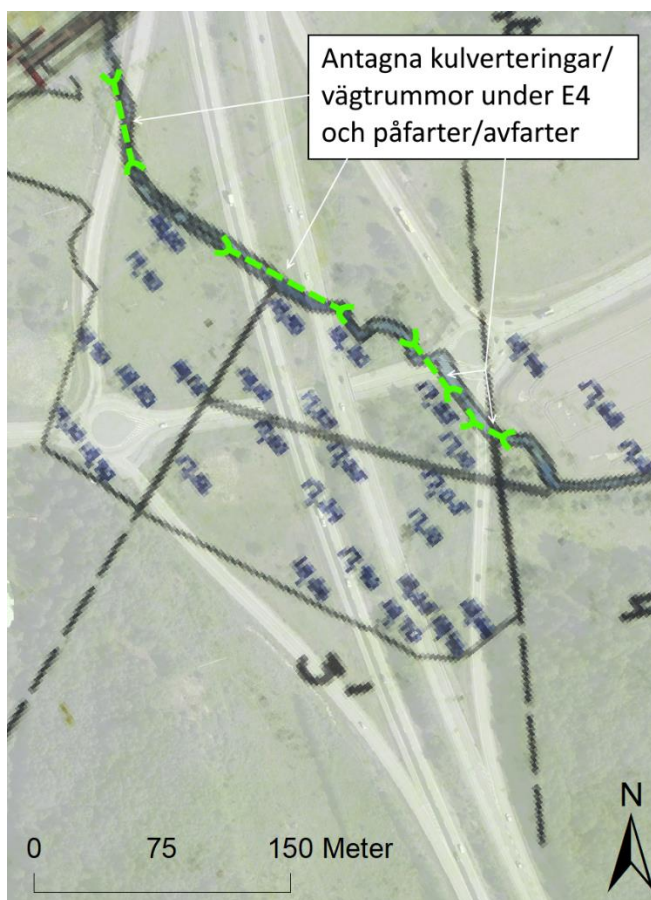 Antagna kulverteringar/
vägtrummor under E4
och påfarter/avfarter
N
0 75 150 Meter